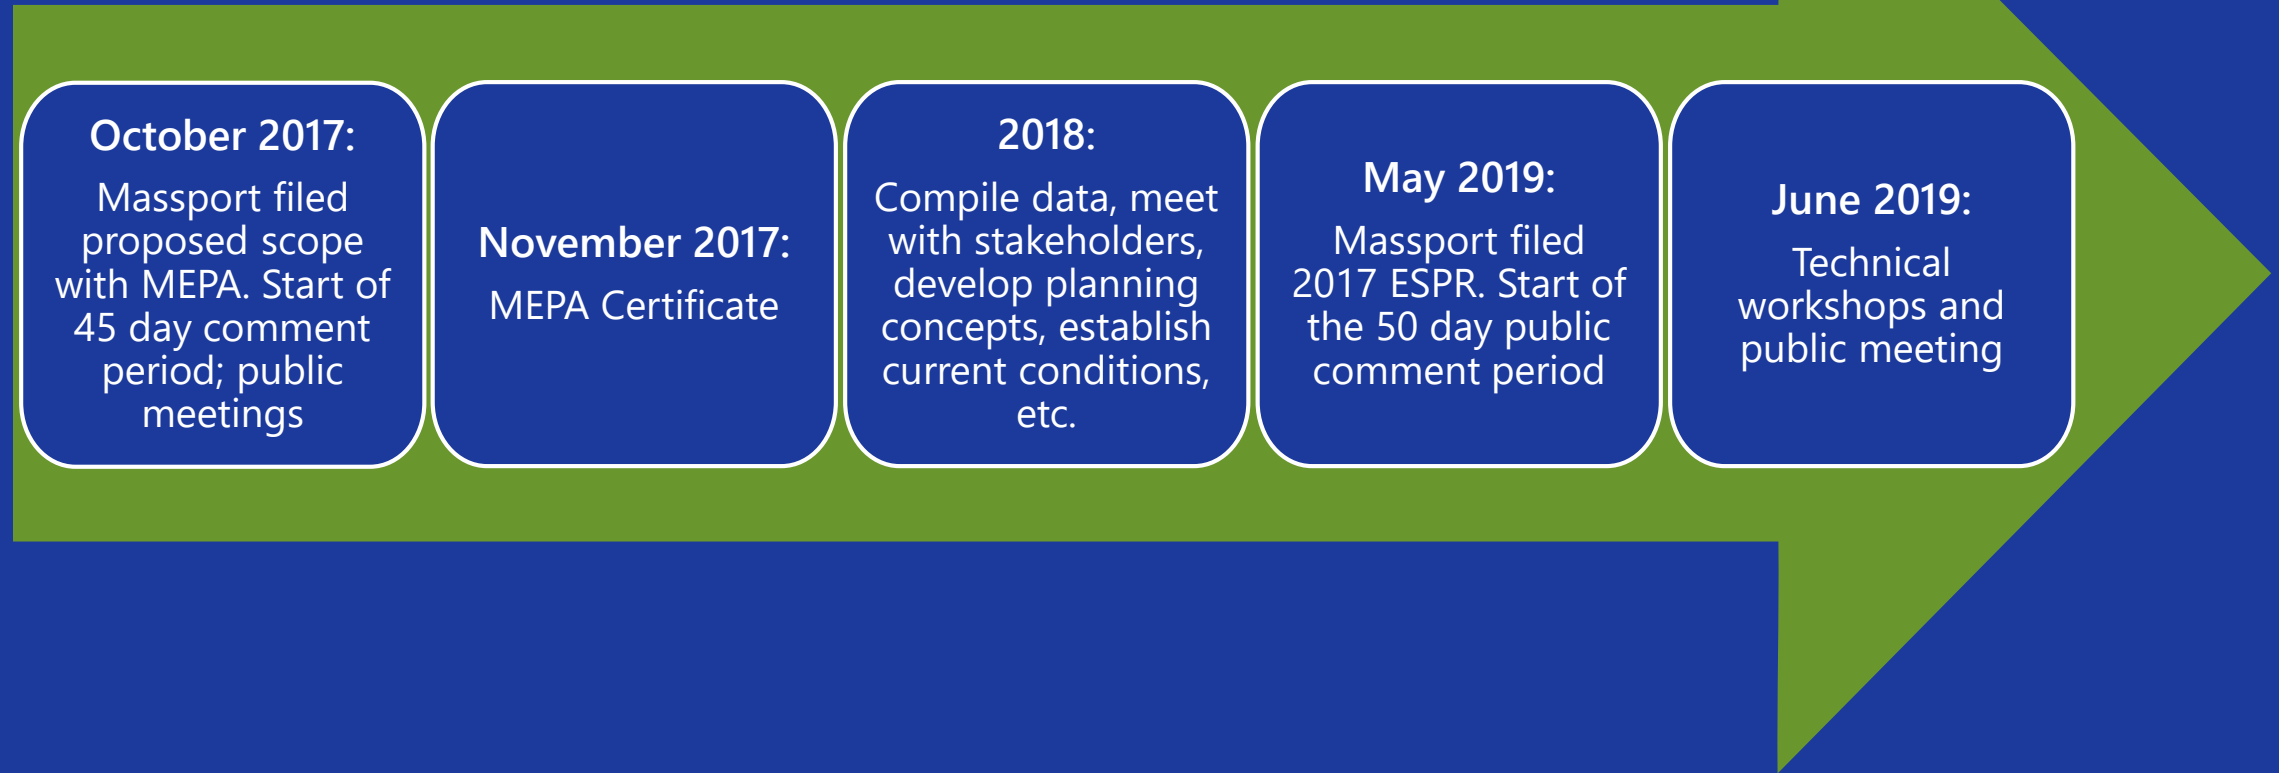 October 2017:
Massport filed
proposed scope
with MEPA. Start of
45 day comment
period; public
meetings
November 2017:
MEPA Certificate
2018:
Compile data, meet
with stakeholders,
develop planning
concepts, establish
current conditions,
etc.
May 2019:
Massport filed
2017 ESPR. Start of
the 50 day public
comment period
June 2019:
Technical
workshops and
public meeting